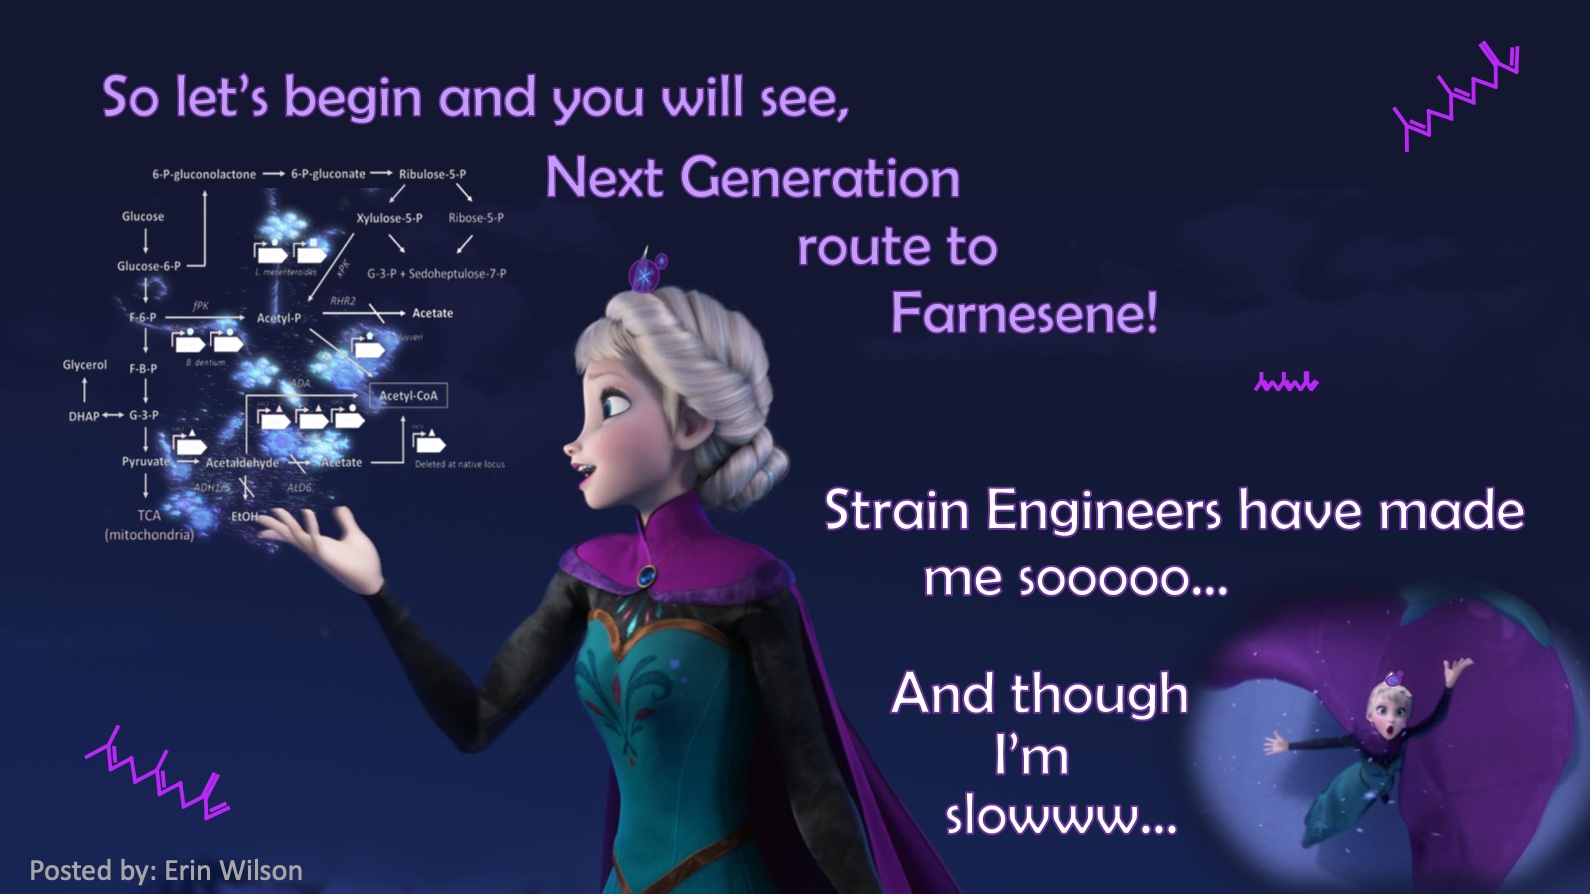 So let's begin and you will see,
Next Generation
route to
Farnesene!
6-P-gluconolactone
6-P-gluconate
Ribulose-5-P
Glucose
Xylulose-5-P
Ribose-5-P
Glucose-6-P
L. mesenteroides
xPK
G-3-P + Sedoheptulose-7-P
fPK
RHR2
F-6-P
Acetyl-P
Acetate
B. dentium
Glycerol
F-B-P
ADA
Acetyl-CoA
DHAP
G-3-P
Pyruvate
Acetaldehyde
Acetate
Deleted at native locus
ALD6
TCA
EtOH
(mitochondria)
Strain Engineers have made
me sooooo...
And though
I'm
slowww...
Posted by: Erin Wilson